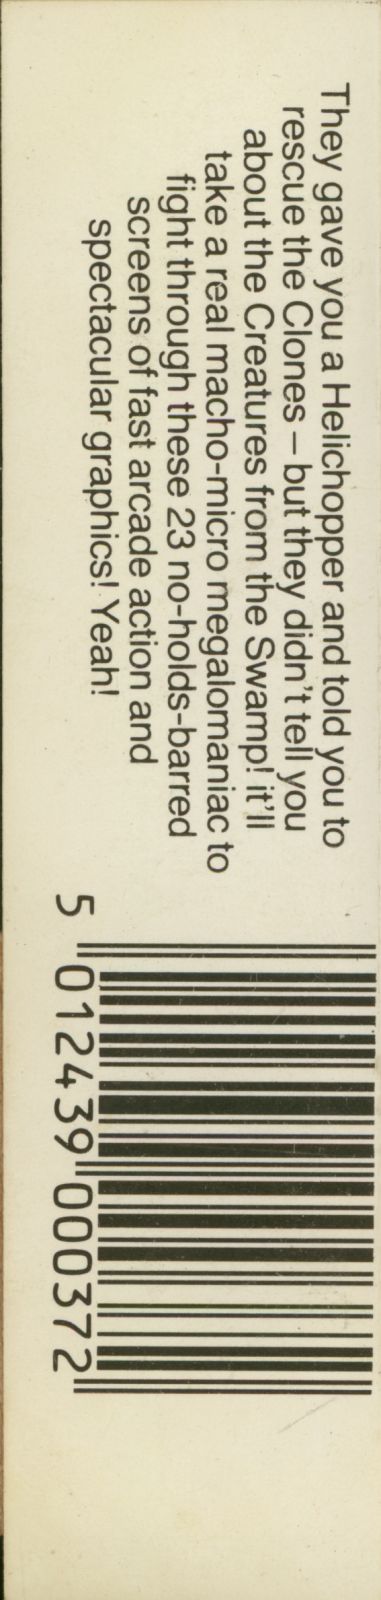 They gave you a Helichopper and told you to
rescue the Clones – but they didn't tell you
about the Creatures from the Swamp! it'll
take a real macho-micro megalomaniac to
fight through these 23 no-holds-barred
screens of fast arcade action and
spectacular graphics! Yeah!
5 012439 000372